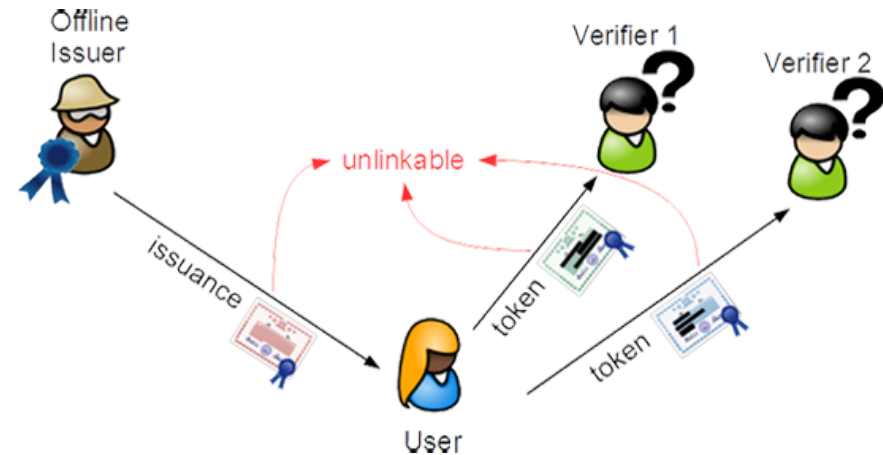 Offline
Issuer
Verifier 1
Verifier 2
unlinkable
issuance
token
token
User